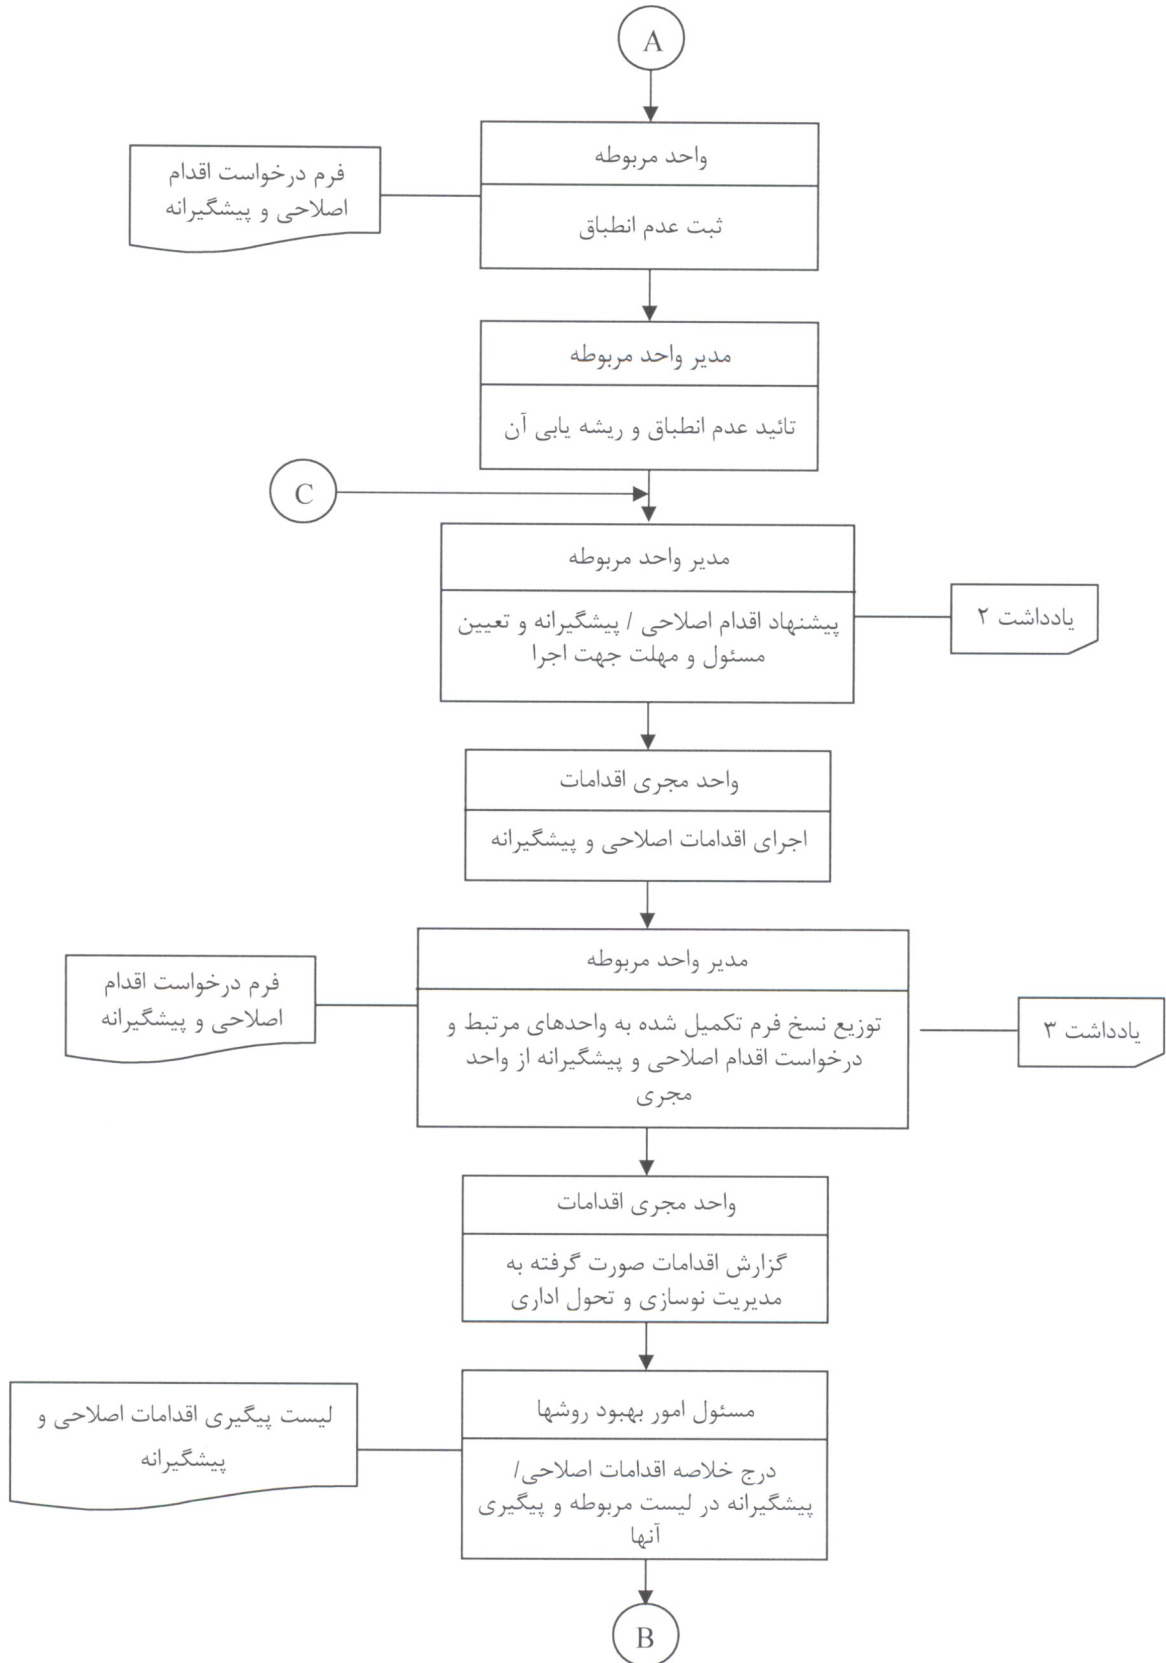 A
واحد مربوطه
فرم درخواست اقدام
اصلاحی و پیشگیرانه
ثبت عدم انطباق
مدیر واحد مربوطه
تائید عدم انطباق و ریشه یابی آن
C
مدیر واحد مربوطه
پیشنهاد اقدام اصلاحی / پیشگیرانه و تعیین
مسئول و مهلت جهت اجرا
یادداشت ۲
واحد مجری اقدامات
اجرای اقدامات اصلاحی و پیشگیرانه
مدیر واحد مربوطه
فرم درخواست اقدام
اصلاحی و پیشگیرانه
توزیع نسخ فرم تکمیل شده به واحدهای مرتبط و
درخواست اقدام اصلاحی و پیشگیرانه از واحد
مجری
یادداشت ۳
واحد مجری اقدامات
گزارش اقدامات صورت گرفته به
مدیریت نوسازی و تحول اداری
مسئول امور بهبود روشها
لیست پیگیری اقدامات اصلاحی و
پیشگیرانه
درج خلاصه اقدامات اصلاحی/
پیشگیرانه در لیست مربوطه و پیگیری
آنها
B